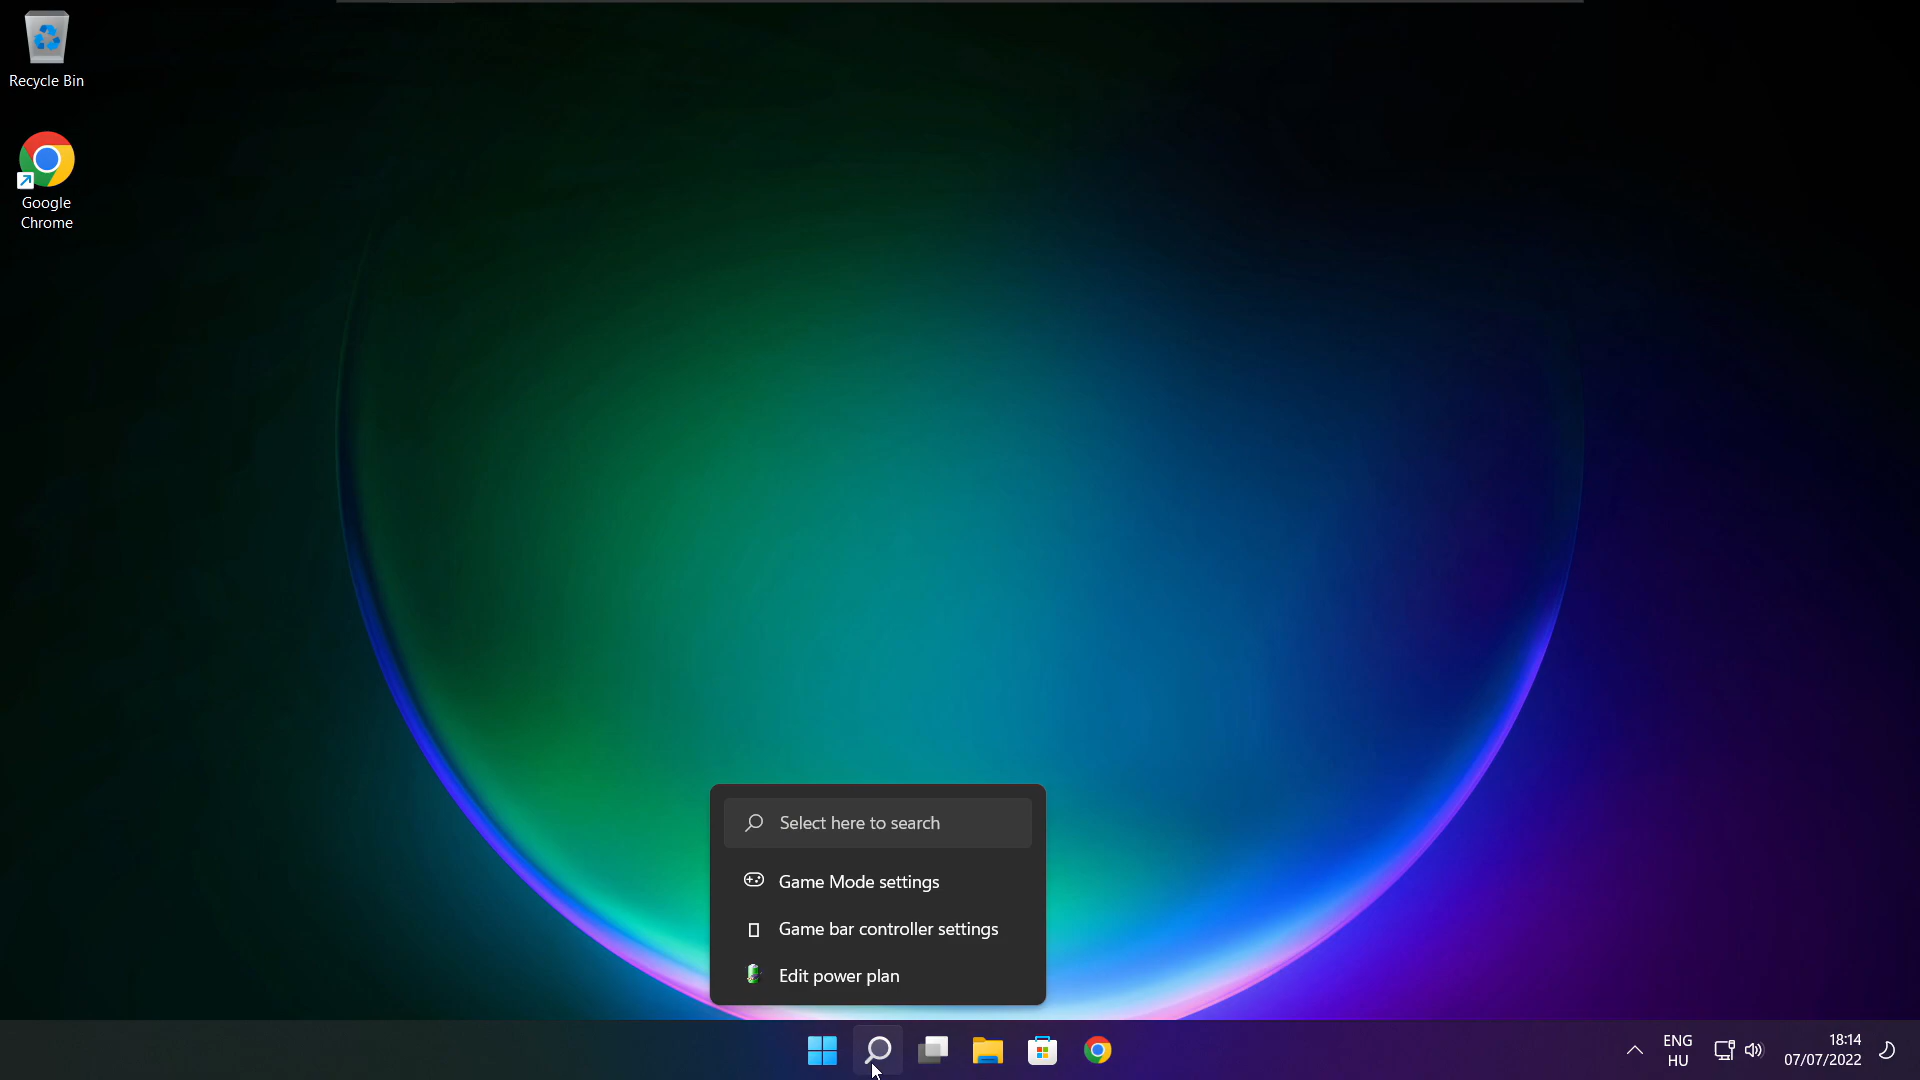 Recycle Bin
Google
Chrome
Select here to search
Game Mode settings
Game bar controller settings
Edit power plan
ENG
HU
18:14
07/07/2022